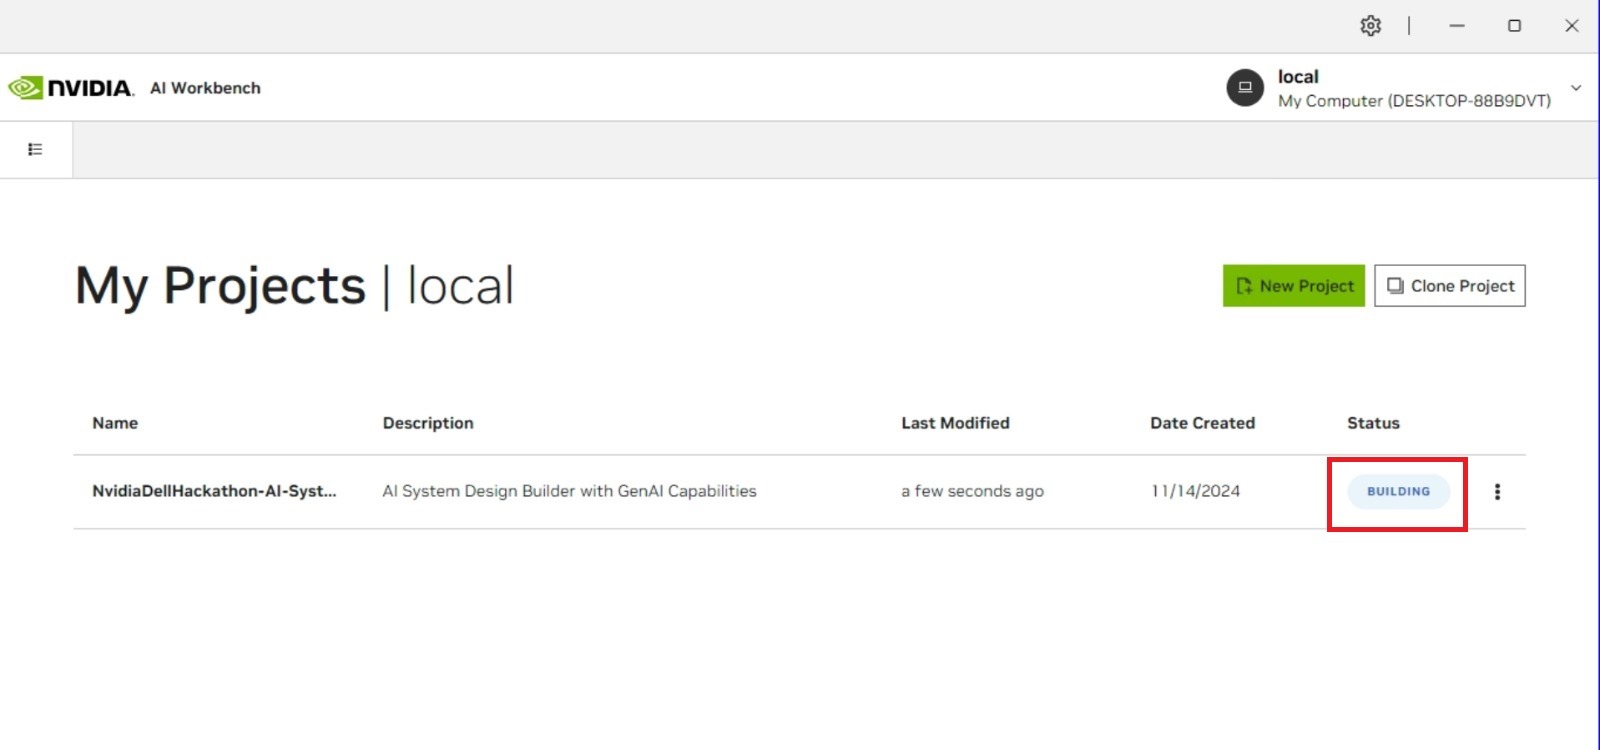 NVIDIA. AI Workbench
local
My Computer (DESKTOP-88B9DVT)
My Projects | local
New Project
Clone Project
Name Description Last Modified Date Created Status
NvidiaDellHackathon-AI-Syst... AI System Design Builder with GenAI Capabilities a few seconds ago 11/14/2024 BUILDING